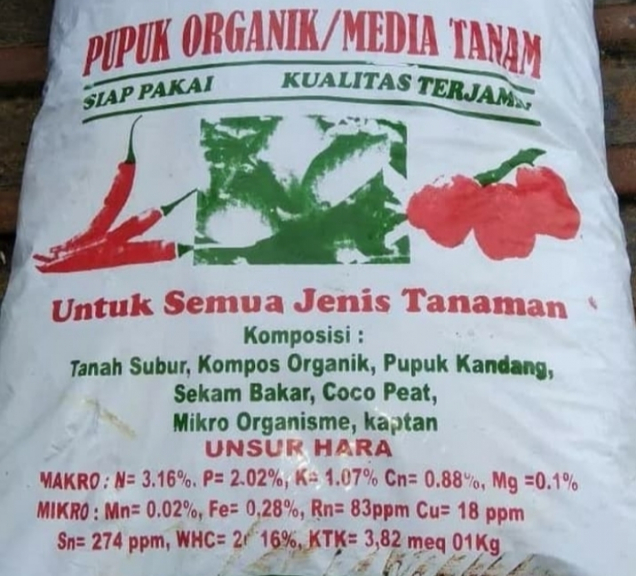 PUPUK ORGANIK/MEDIA TANAM
SIAP PAKAI KUALITAS
Untuk Semua Jenis Tanaman
Komposisi :
Tanah Subur, Kompos Organik, Pupuk Kandang,
Sekam Bakar, Coco Peat,
Mikro Organisme, kaptan
UNSUR HARA
MAKRO : N= 3.16%. P= 2.02%, K= 1.07% Cn= 0.88%, Mg =0.1%
MIKRO : Mn= 0.02%, Fe= 0,28%, Rn= 83ppm Cu= 18 ppm
Sn= 274 ppm, WHC= 16%, KTK= 3,82 meq 01Kg